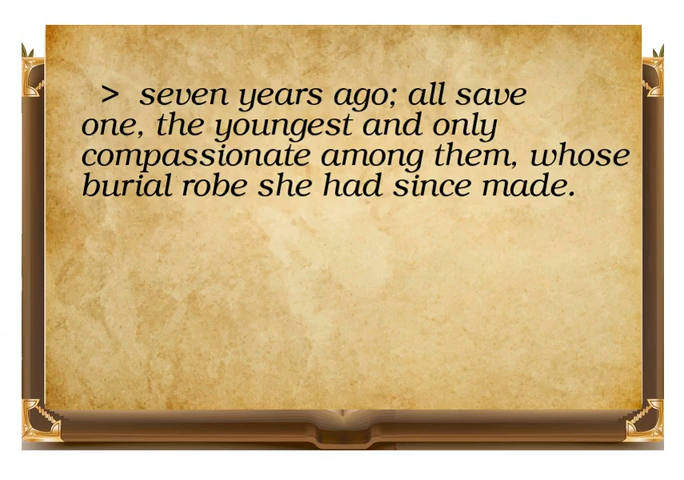 > seven years ago; all save
one, the youngest and only
compassionate among them, whose
burial robe she had since made.